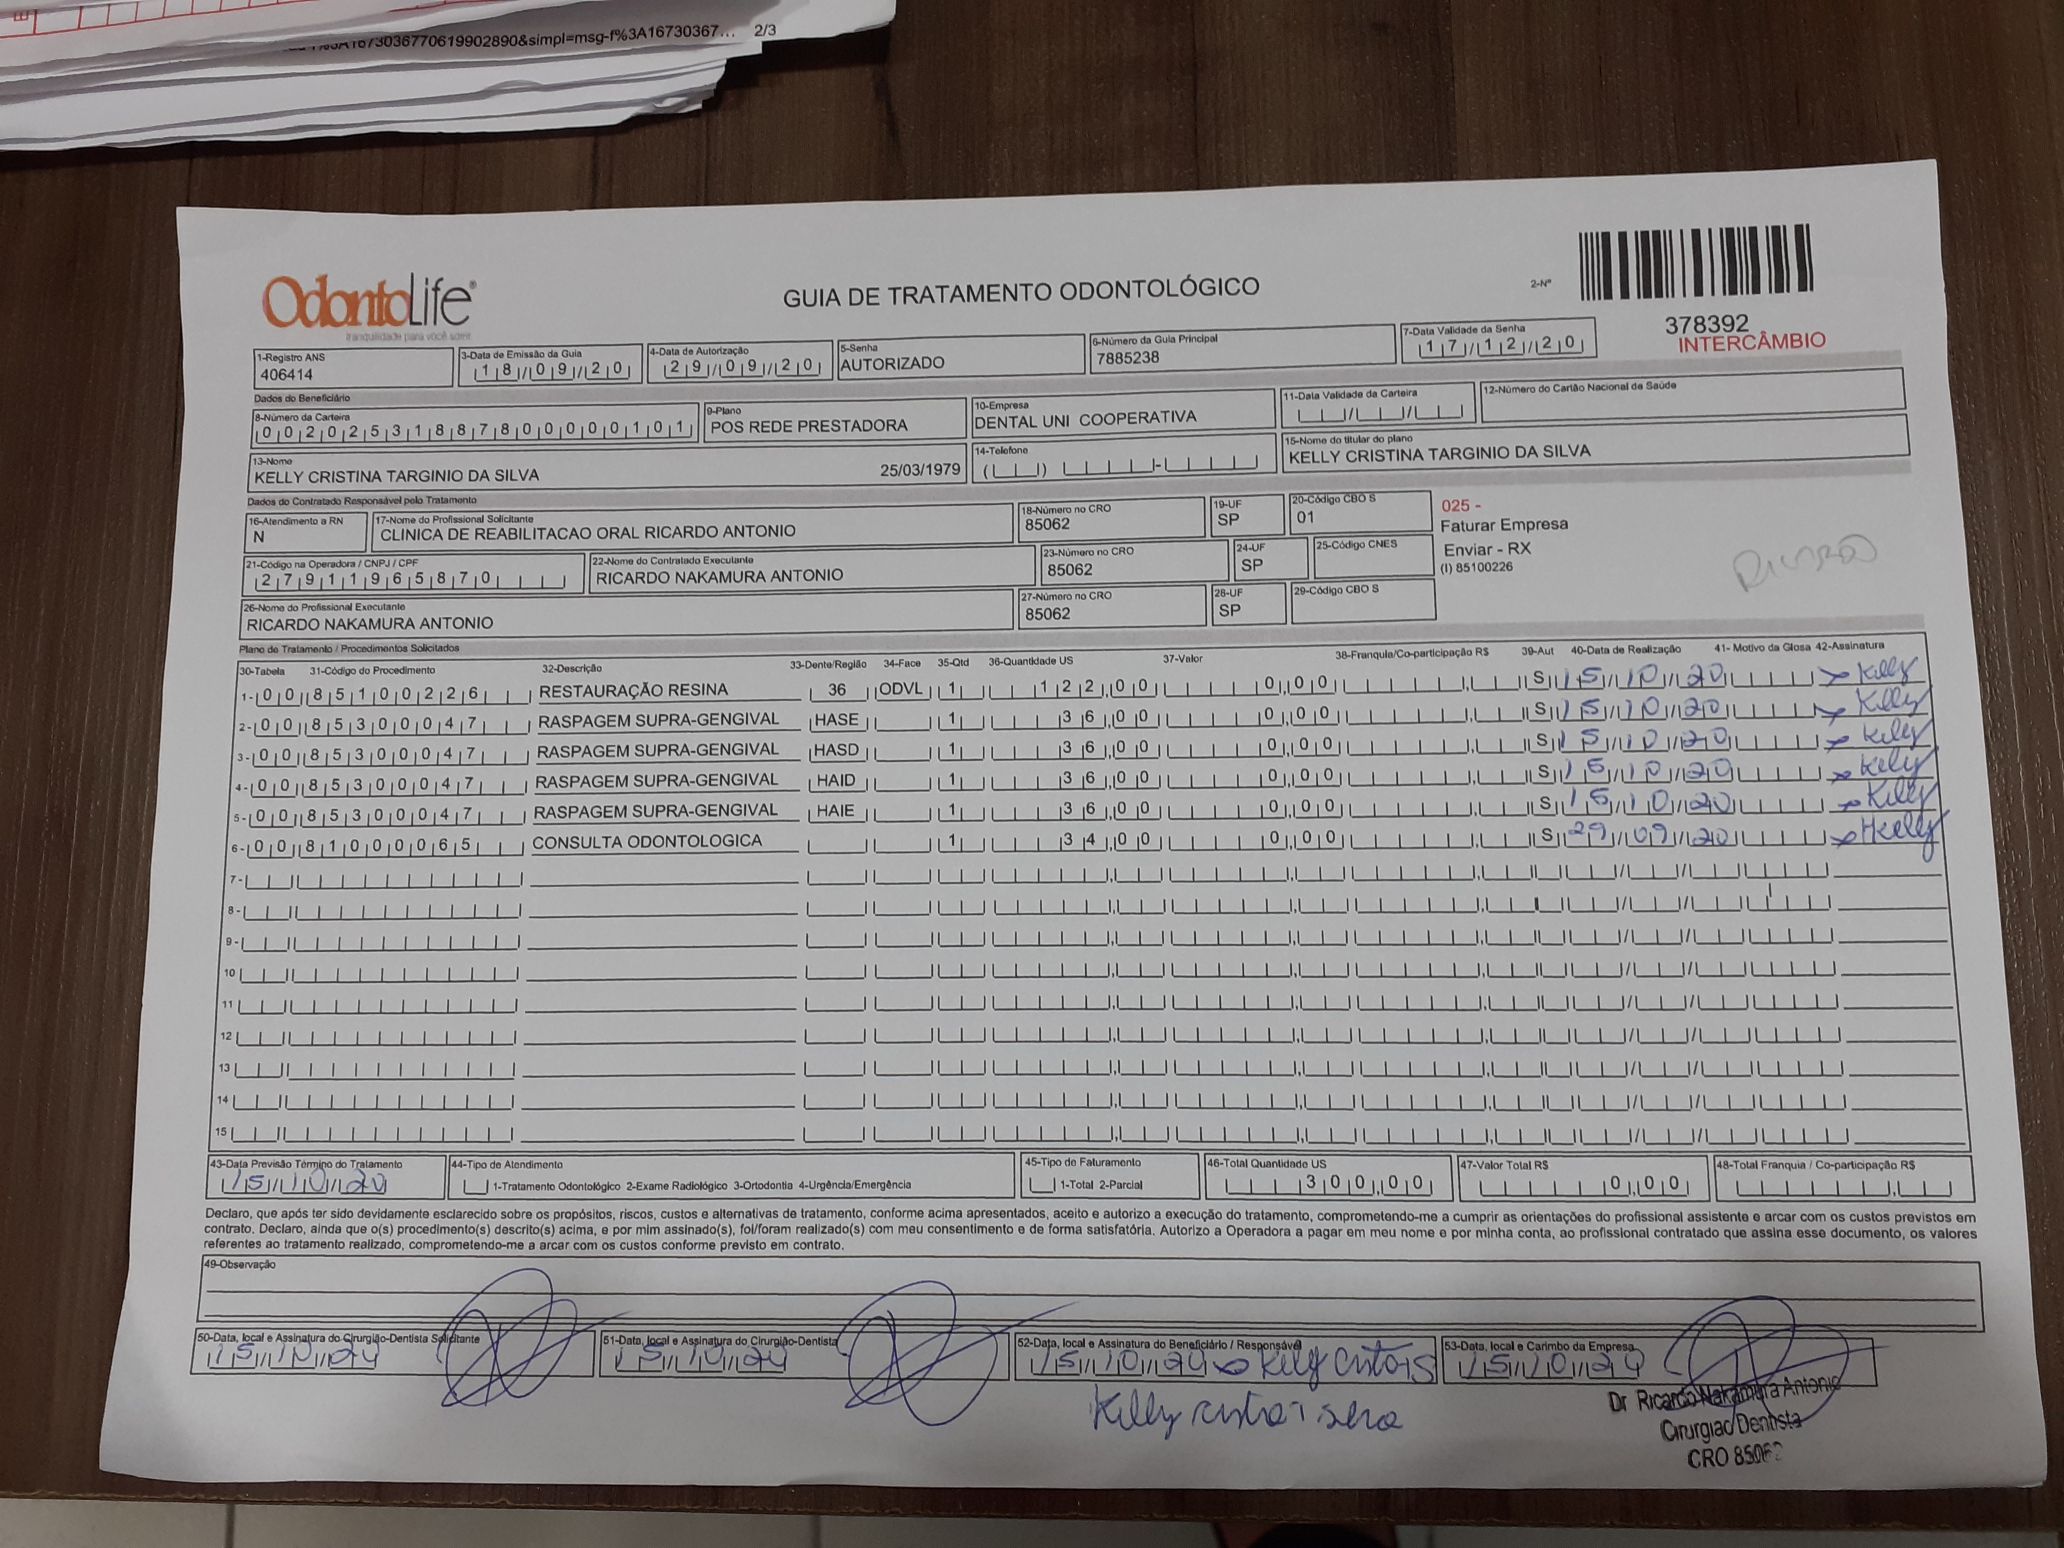 %3A1673036770619902890&simpl=msg-f%3A16730367... 2/3
OdontoLife®
tranquilidade para você sorrir
GUIA DE TRATAMENTO ODONTOLÓGICO
2-Nº
378392
INTERCÂMBIO
1-Registro ANS
406414
3-Data de Emissão da Guia
18/09/20
4-Data de Autorização
29/09/20
5-Senha
AUTORIZADO
6-Número da Guia Principal
7885238
7-Data Validade da Senha
17/12/20
Dados do Beneficiário
8-Número da Carteira
00202531887800000101
9-Plano
POS REDE PRESTADORA
10-Empresa
DENTAL UNI COOPERATIVA
11-Data Validade da Carteira
12-Número do Cartão Nacional de Saúde
13-Nome
KELLY CRISTINA TARGINIO DA SILVA 25/03/1979
14-Telefone
15-Nome do titular do plano
KELLY CRISTINA TARGINIO DA SILVA
Dados do Contratado Responsável pelo Tratamento
16-Atendimento a RN
N
17-Nome do Profissional Solicitante
CLINICA DE REABILITACAO ORAL RICARDO ANTONIO
18-Número no CRO
85062
19-UF
SP
20-Código CBO S
01
025 -
Faturar Empresa
Enviar - RX
(I) 85100226
21-Código na Operadora / CNPJ / CPF
27911965870
22-Nome do Contratado Executante
RICARDO NAKAMURA ANTONIO
23-Número no CRO
85062
24-UF
SP
25-Código CNES
26-Nome do Profissional Executante
RICARDO NAKAMURA ANTONIO
27-Número no CRO
85062
28-UF
SP
29-Código CBO S
Plano de Tratamento / Procedimentos Solicitados
30-Tabela 31-Código do Procedimento 32-Descrição 33-Dente/Região 34-Face 35-Qtd 36-Quantidade US 37-Valor 38-Franquia/Co-participação R$ 39-Aut 40-Data de Realização 41- Motivo da Glosa 42-Assinatura
1- 00 85100226 RESTAURAÇÃO RESINA 36 ODVL 1 122,00 0,00 S 15/10/20 Kelly
2- 00 85300047 RASPAGEM SUPRA-GENGIVAL HASE 1 36,00 0,00 S 15/10/20 Kelly
3- 00 85300047 RASPAGEM SUPRA-GENGIVAL HASD 1 36,00 0,00 S 15/10/20 Kelly
4- 00 85300047 RASPAGEM SUPRA-GENGIVAL HAID 1 36,00 0,00 S 15/10/20 Kelly
5- 00 85300047 RASPAGEM SUPRA-GENGIVAL HAIE 1 36,00 0,00 S 15/10/20 Kelly
6- 00 81000065 CONSULTA ODONTOLOGICA 1 34,00 0,00 S 29/09/20 Kelly
7-
8-
9-
10
11
12
13
14
15
43-Data Previsão Término do Tratamento
15/10/20
44-Tipo de Atendimento
1-Tratamento Odontológico 2-Exame Radiológico 3-Ortodontia 4-Urgência/Emergência
45-Tipo de Faturamento
1-Total 2-Parcial
46-Total Quantidade US
300,00
47-Valor Total R$
0,00
48-Total Franquia / Co-participação R$
Declaro, que após ter sido devidamente esclarecido sobre os propósitos, riscos, custos e alternativas de tratamento, conforme acima apresentados, aceito e autorizo a execução do tratamento, comprometendo-me a cumprir as orientações do profissional assistente e arcar com os custos previstos em
contrato. Declaro, ainda que o(s) procedimento(s) descrito(s) acima, e por mim assinado(s), foi/foram realizado(s) com meu consentimento e de forma satisfatória. Autorizo a Operadora a pagar em meu nome e por minha conta, ao profissional contratado que assina esse documento, os valores
referentes ao tratamento realizado, comprometendo-me a arcar com os custos conforme previsto em contrato.
49-Observação
50-Data, local e Assinatura do Cirurgião-Dentista Solicitante
15/10/20
51-Data, local e Assinatura do Cirurgião-Dentista
15/10/20
52-Data, local e Assinatura do Beneficiário / Responsável
15/10/20 Kelly
53-Data, local e Carimbo da Empresa
15/10/20
Kelly
Dr Ricardo Nakamura Antonio
Cirurgiao Dentista
CRO 85062